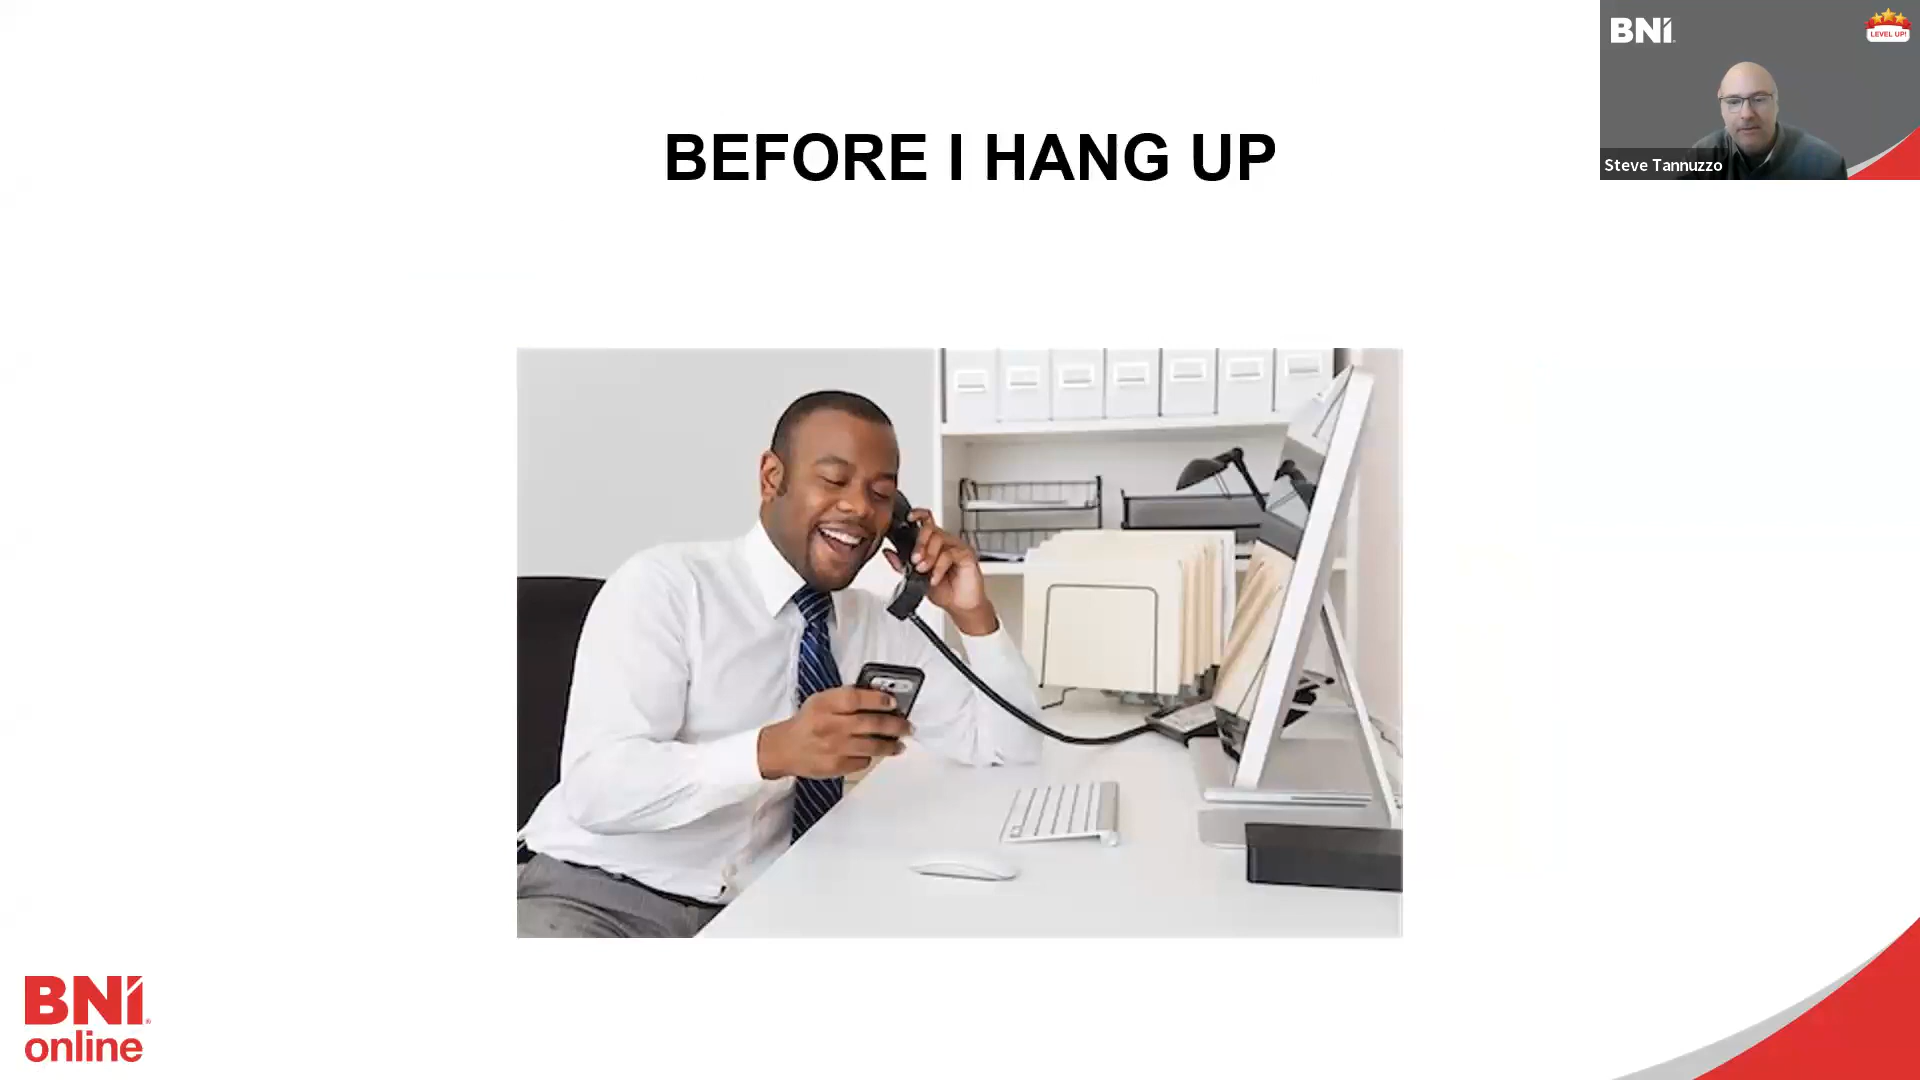 BNI
LEVEL UP!
BEFORE I HANG UP
Steve Tannuzzo
BNI
online